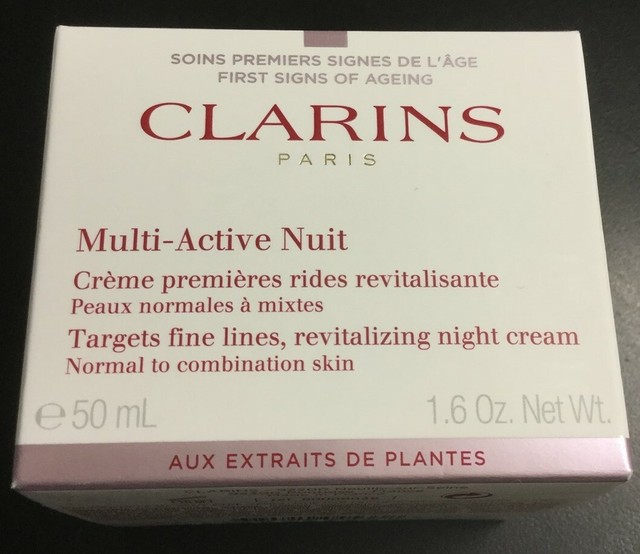 SOINS PREMIERS SIGNES DE L'ÂGE
FIRST SIGNS OF AGEING
CLARINS
PARIS
Multi-Active Nuit
Crème premières rides revitalisante
Peaux normales à mixtes
Targets fine lines, revitalizing night cream
Normal to combination skin
e 50 mL 1.6 Oz. Net Wt.
AUX EXTRAITS DE PLANTES